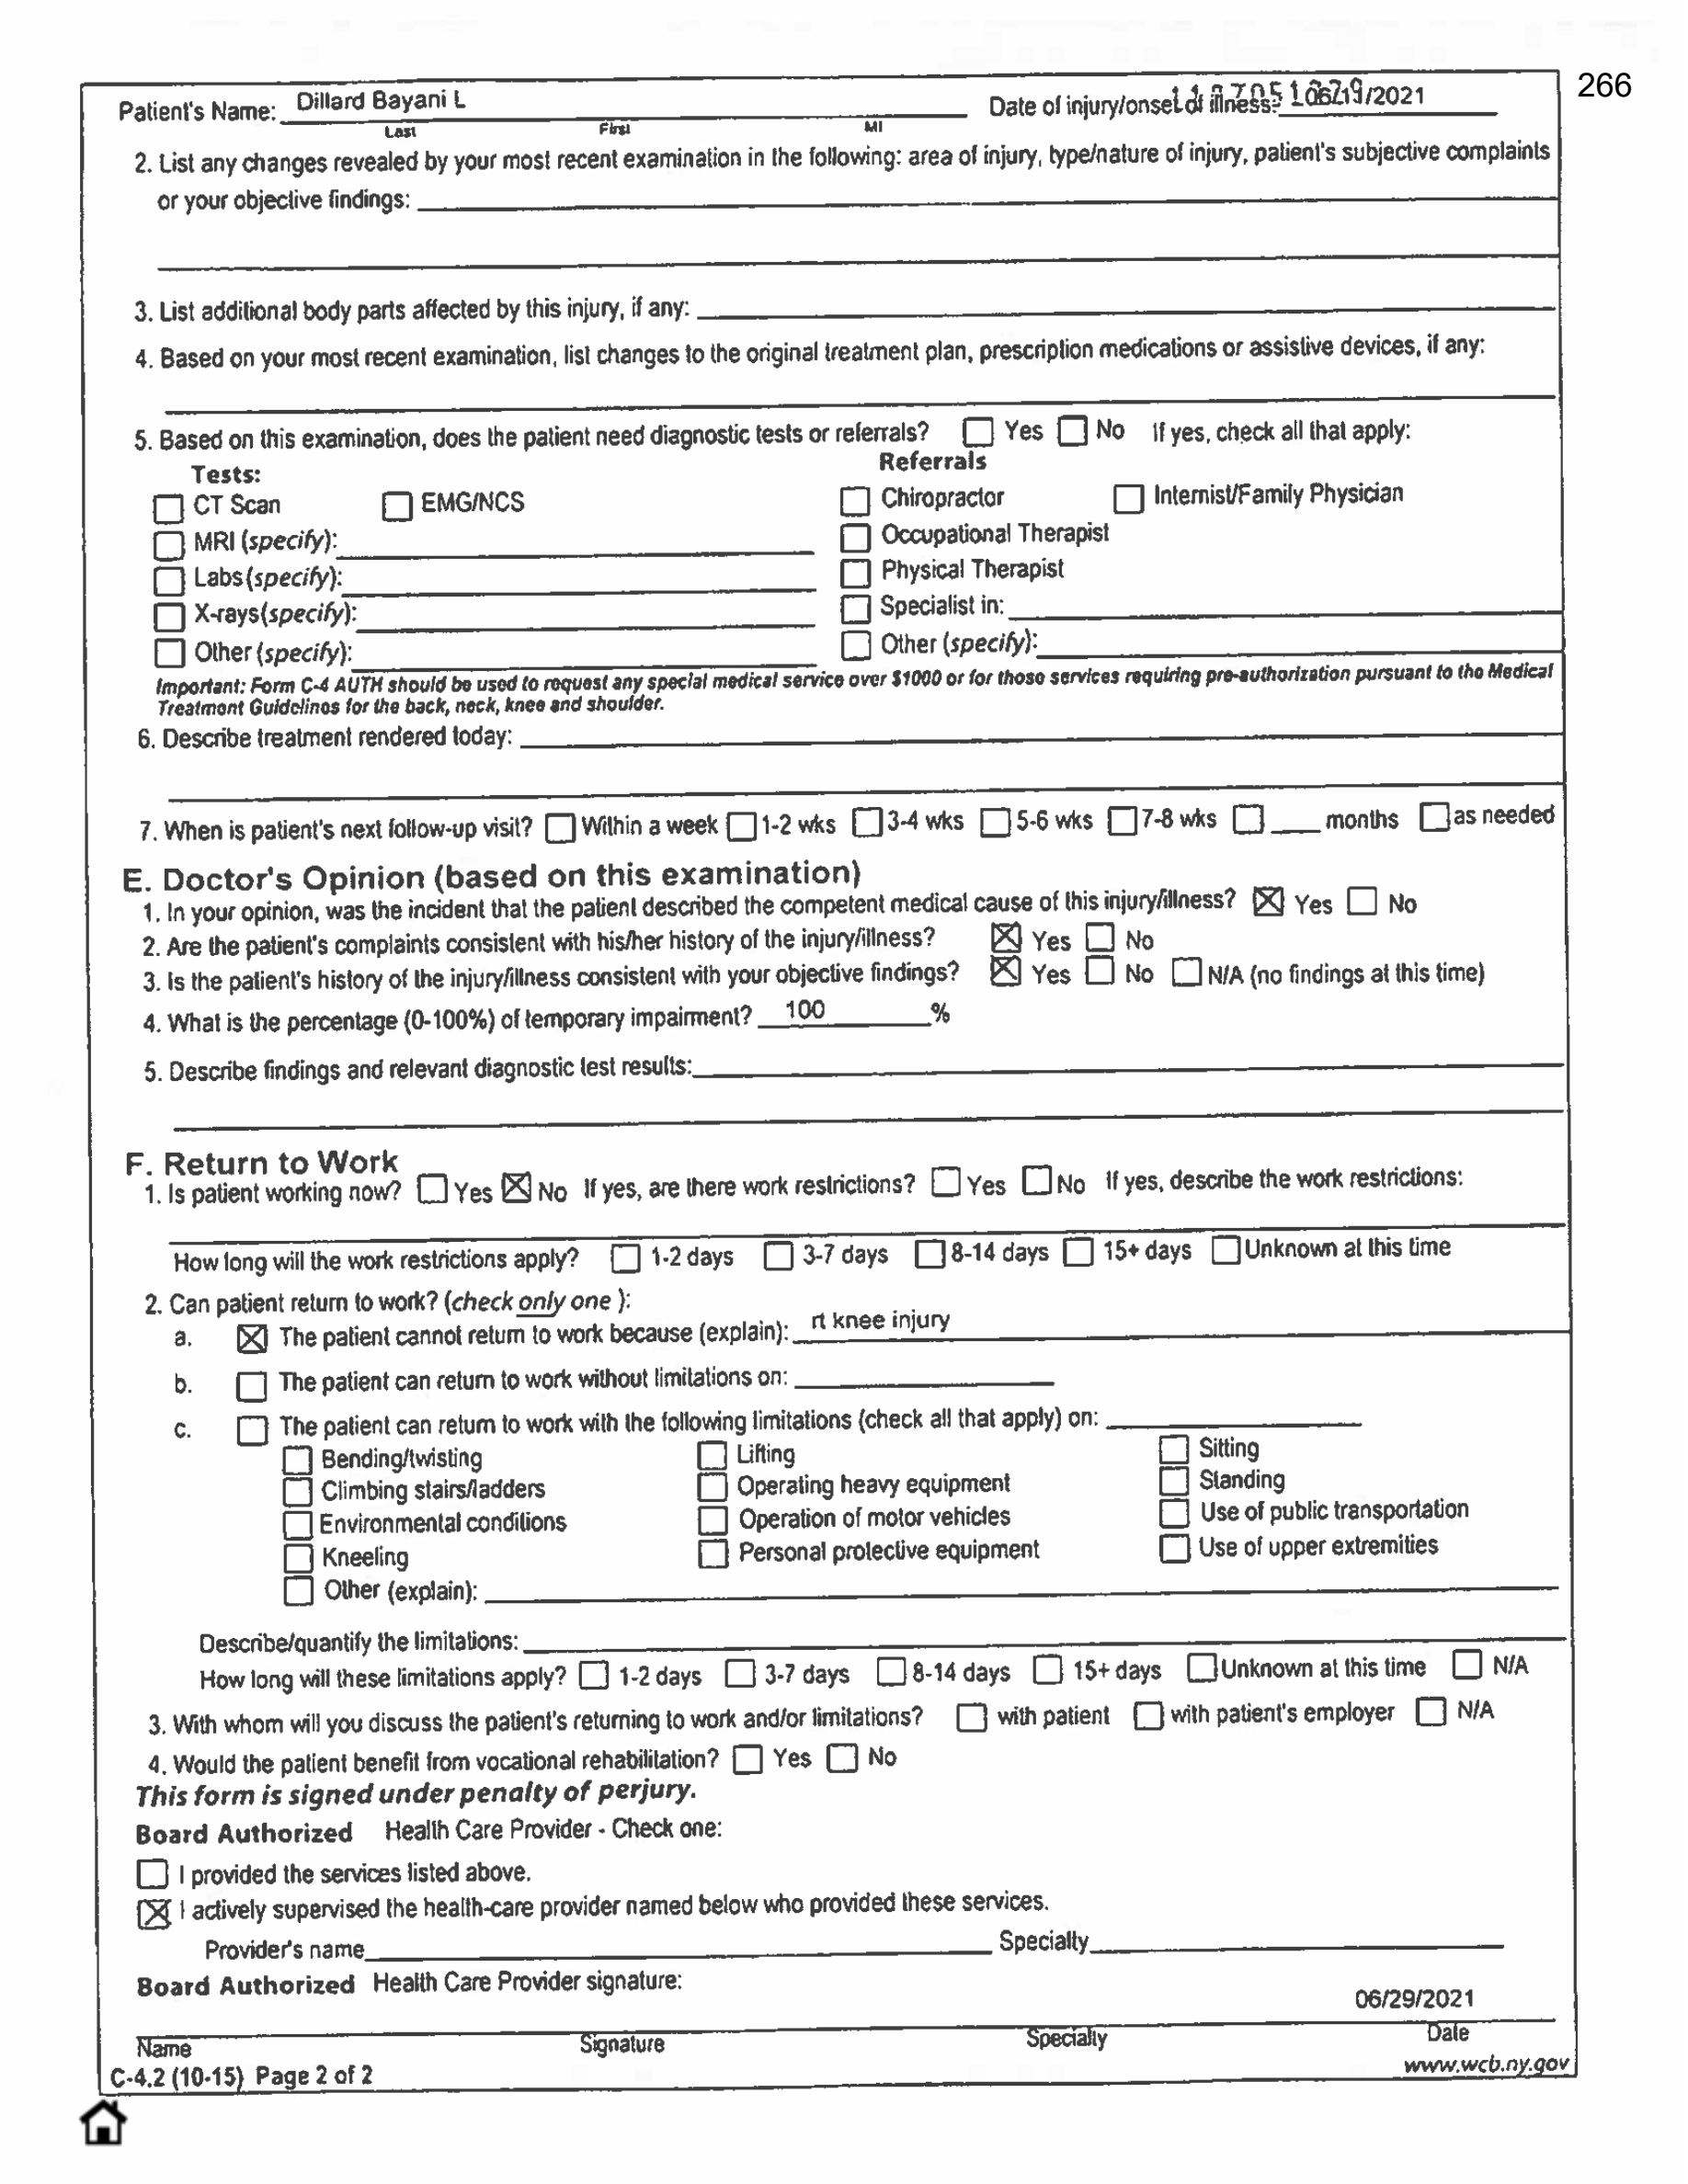 266
Patient's Name: Dillard Bayani L Date of injury/onset of illness: /2021
Last First MI
2. List any changes revealed by your most recent examination in the following: area of injury, type/nature of injury, patient's subjective complaints
or your objective findings:
3. List additional body parts affected by this injury, if any:
4. Based on your most recent examination, list changes to the original treatment plan, prescription medications or assistive devices, if any:
5. Based on this examination, does the patient need diagnostic tests or referrals? ☐ Yes ☐ No If yes, check all that apply:
Tests: Referrals
☐ CT Scan ☐ EMG/NCS ☐ Chiropractor ☐ Internist/Family Physician
☐ MRI (specify): ☐ Occupational Therapist
☐ Labs (specify): ☐ Physical Therapist
☐ X-rays (specify): ☐ Specialist in:
☐ Other (specify): ☐ Other (specify):
Important: Form C-4 AUTH should be used to request any special medical service over $1000 or for those services requiring pre-authorization pursuant to the Medical
Treatment Guidelines for the back, neck, knee and shoulder.
6. Describe treatment rendered today:
7. When is patient's next follow-up visit? ☐ Within a week ☐ 1-2 wks ☐ 3-4 wks ☐ 5-6 wks ☐ 7-8 wks ☐ ____ months ☐ as needed
E. Doctor's Opinion (based on this examination)
1. In your opinion, was the incident that the patient described the competent medical cause of this injury/illness? ☒ Yes ☐ No
2. Are the patient's complaints consistent with his/her history of the injury/illness? ☒ Yes ☐ No
3. Is the patient's history of the injury/illness consistent with your objective findings? ☒ Yes ☐ No ☐ N/A (no findings at this time)
4. What is the percentage (0-100%) of temporary impairment? 100 %
5. Describe findings and relevant diagnostic test results:
F. Return to Work
1. Is patient working now? ☐ Yes ☒ No If yes, are there work restrictions? ☐ Yes ☐ No If yes, describe the work restrictions:
How long will the work restrictions apply? ☐ 1-2 days ☐ 3-7 days ☐ 8-14 days ☐ 15+ days ☐ Unknown at this time
2. Can patient return to work? (check only one ):
a. ☒ The patient cannot return to work because (explain): rt knee injury
b. ☐ The patient can return to work without limitations on:
c. ☐ The patient can return to work with the following limitations (check all that apply) on:
☐ Bending/twisting ☐ Lifting ☐ Sitting
☐ Climbing stairs/ladders ☐ Operating heavy equipment ☐ Standing
☐ Environmental conditions ☐ Operation of motor vehicles ☐ Use of public transportation
☐ Kneeling ☐ Personal protective equipment ☐ Use of upper extremities
☐ Other (explain):
Describe/quantify the limitations:
How long will these limitations apply? ☐ 1-2 days ☐ 3-7 days ☐ 8-14 days ☐ 15+ days ☐ Unknown at this time ☐ N/A
3. With whom will you discuss the patient's returning to work and/or limitations? ☐ with patient ☐ with patient's employer ☐ N/A
4. Would the patient benefit from vocational rehabilitation? ☐ Yes ☐ No
This form is signed under penalty of perjury.
Board Authorized Health Care Provider - Check one:
☐ I provided the services listed above.
☒ I actively supervised the health-care provider named below who provided these services.
Provider's name Specialty
Board Authorized Health Care Provider signature:
06/29/2021
Name Signature Specialty Date
C-4.2 (10-15) Page 2 of 2 www.wcb.ny.gov